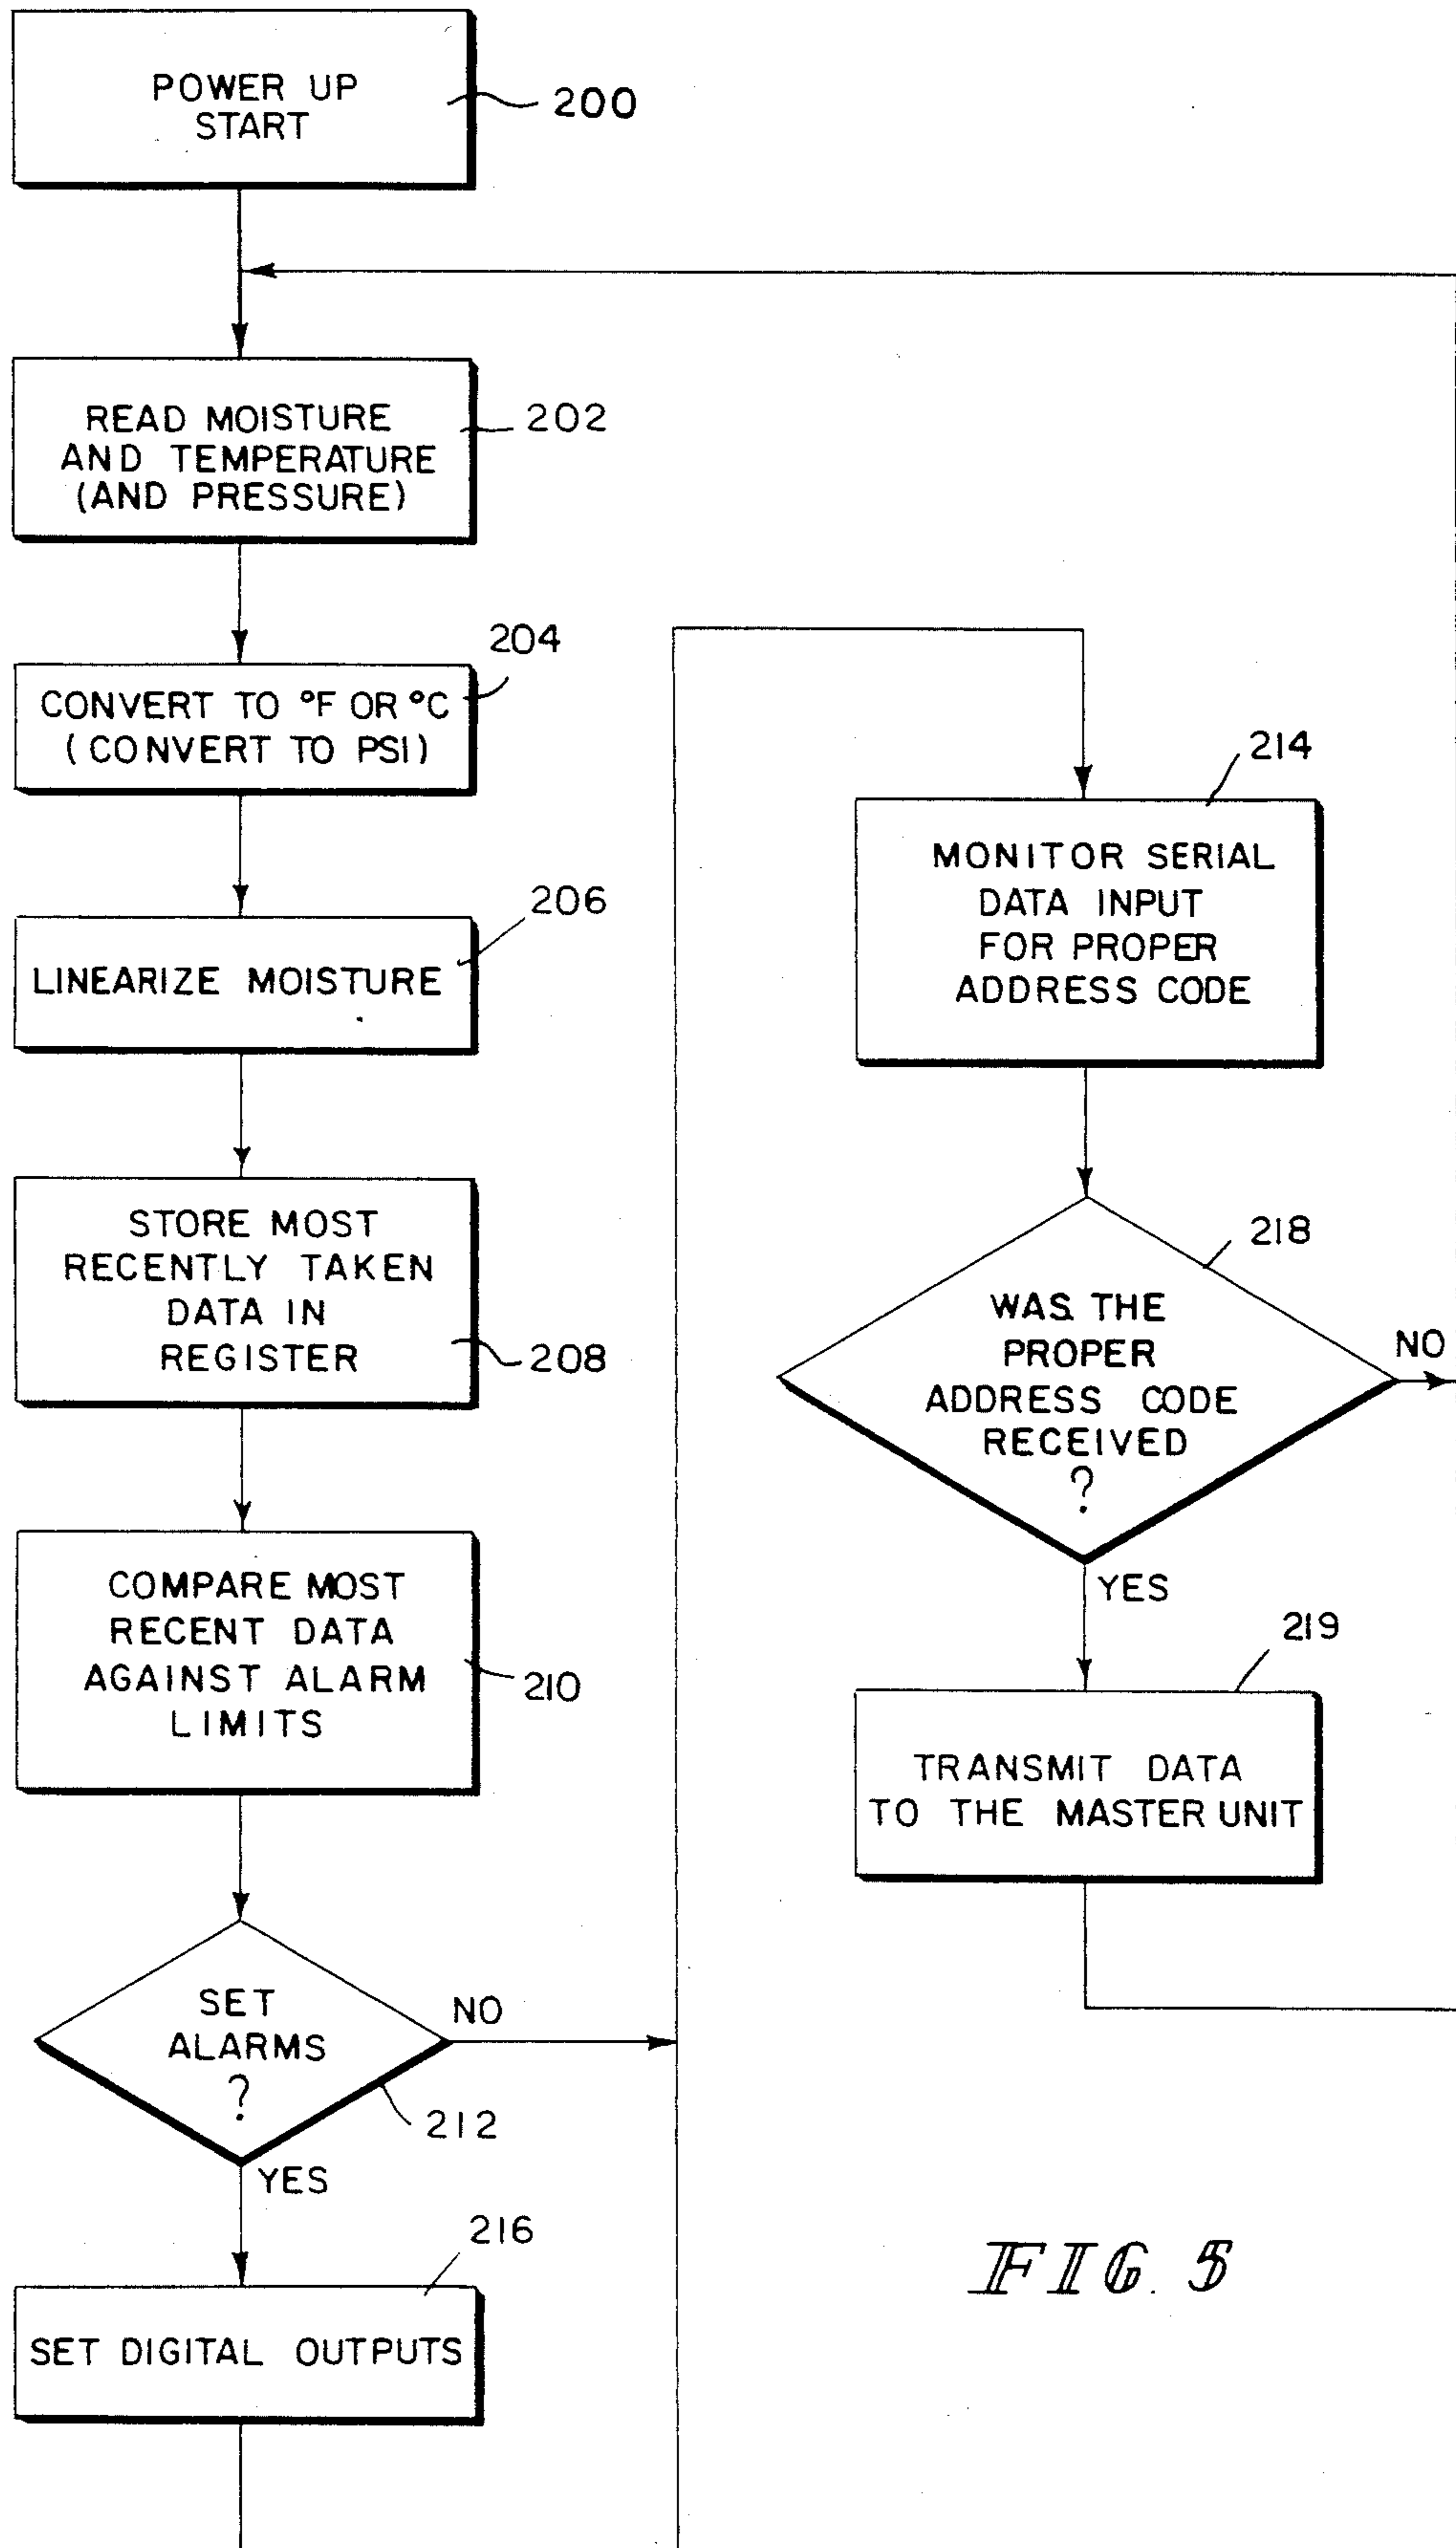 POWER UP
START
200
READ MOISTURE
AND TEMPERATURE
(AND PRESSURE)
202
204
CONVERT TO °F OR °C
(CONVERT TO PSI)
206
LINEARIZE MOISTURE
STORE MOST
RECENTLY TAKEN
DATA IN
REGISTER
208
COMPARE MOST
RECENT DATA
AGAINST ALARM
LIMITS
210
SET
ALARMS
?
NO
212
YES
216
SET DIGITAL OUTPUTS
214
MONITOR SERIAL
DATA INPUT
FOR PROPER
ADDRESS CODE
218
WAS THE
PROPER
ADDRESS CODE
RECEIVED
?
NO
YES
219
TRANSMIT DATA
TO THE MASTER UNIT
FIG. 5